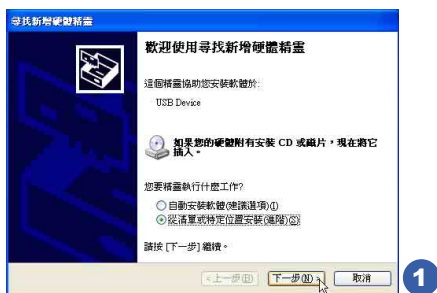 尋找新增硬體精靈
歡迎使用尋找新增硬體精靈
這個精靈協助您安裝軟體於:
USB Device
如果您的硬體附有安裝 CD 或磁片，現在將它
插入。
您要精靈執行什麼工作?
自動安裝軟體(建議選項)(I)
從清單或特定位置安裝(進階)(S)
請按 [下一步] 繼續。
<上一步(B)
下一步(N)>
取消
1